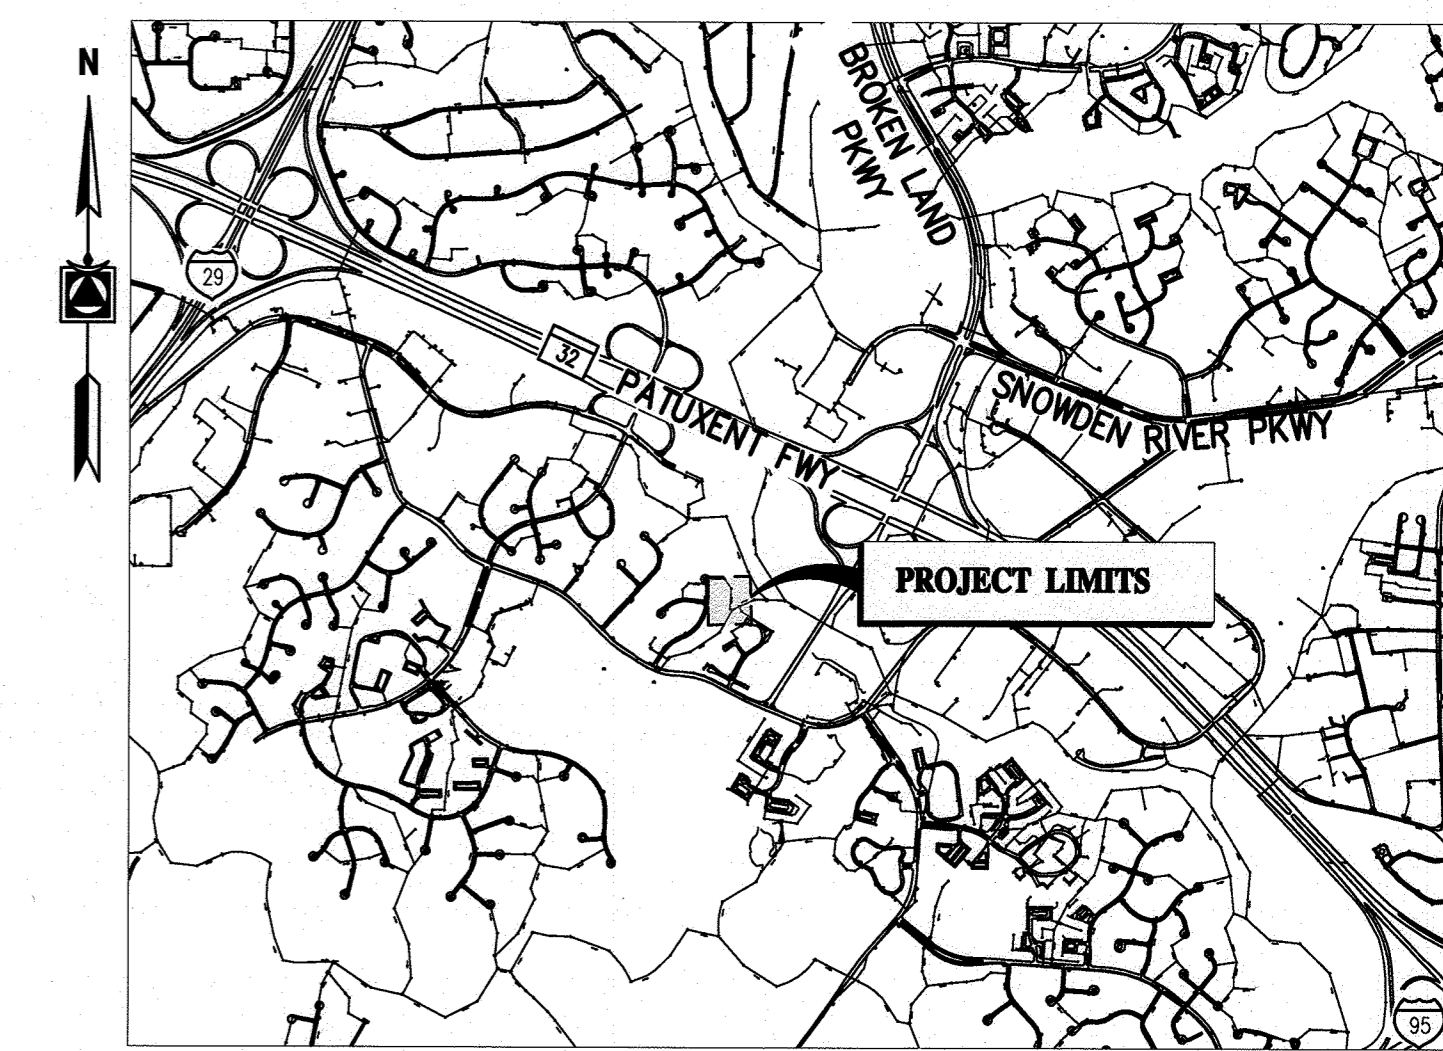 N
BROKEN LAND
PKWY
29
32
PATUXENT FWY
SNOWDEN RIVER PKWY
PROJECT LIMITS
95